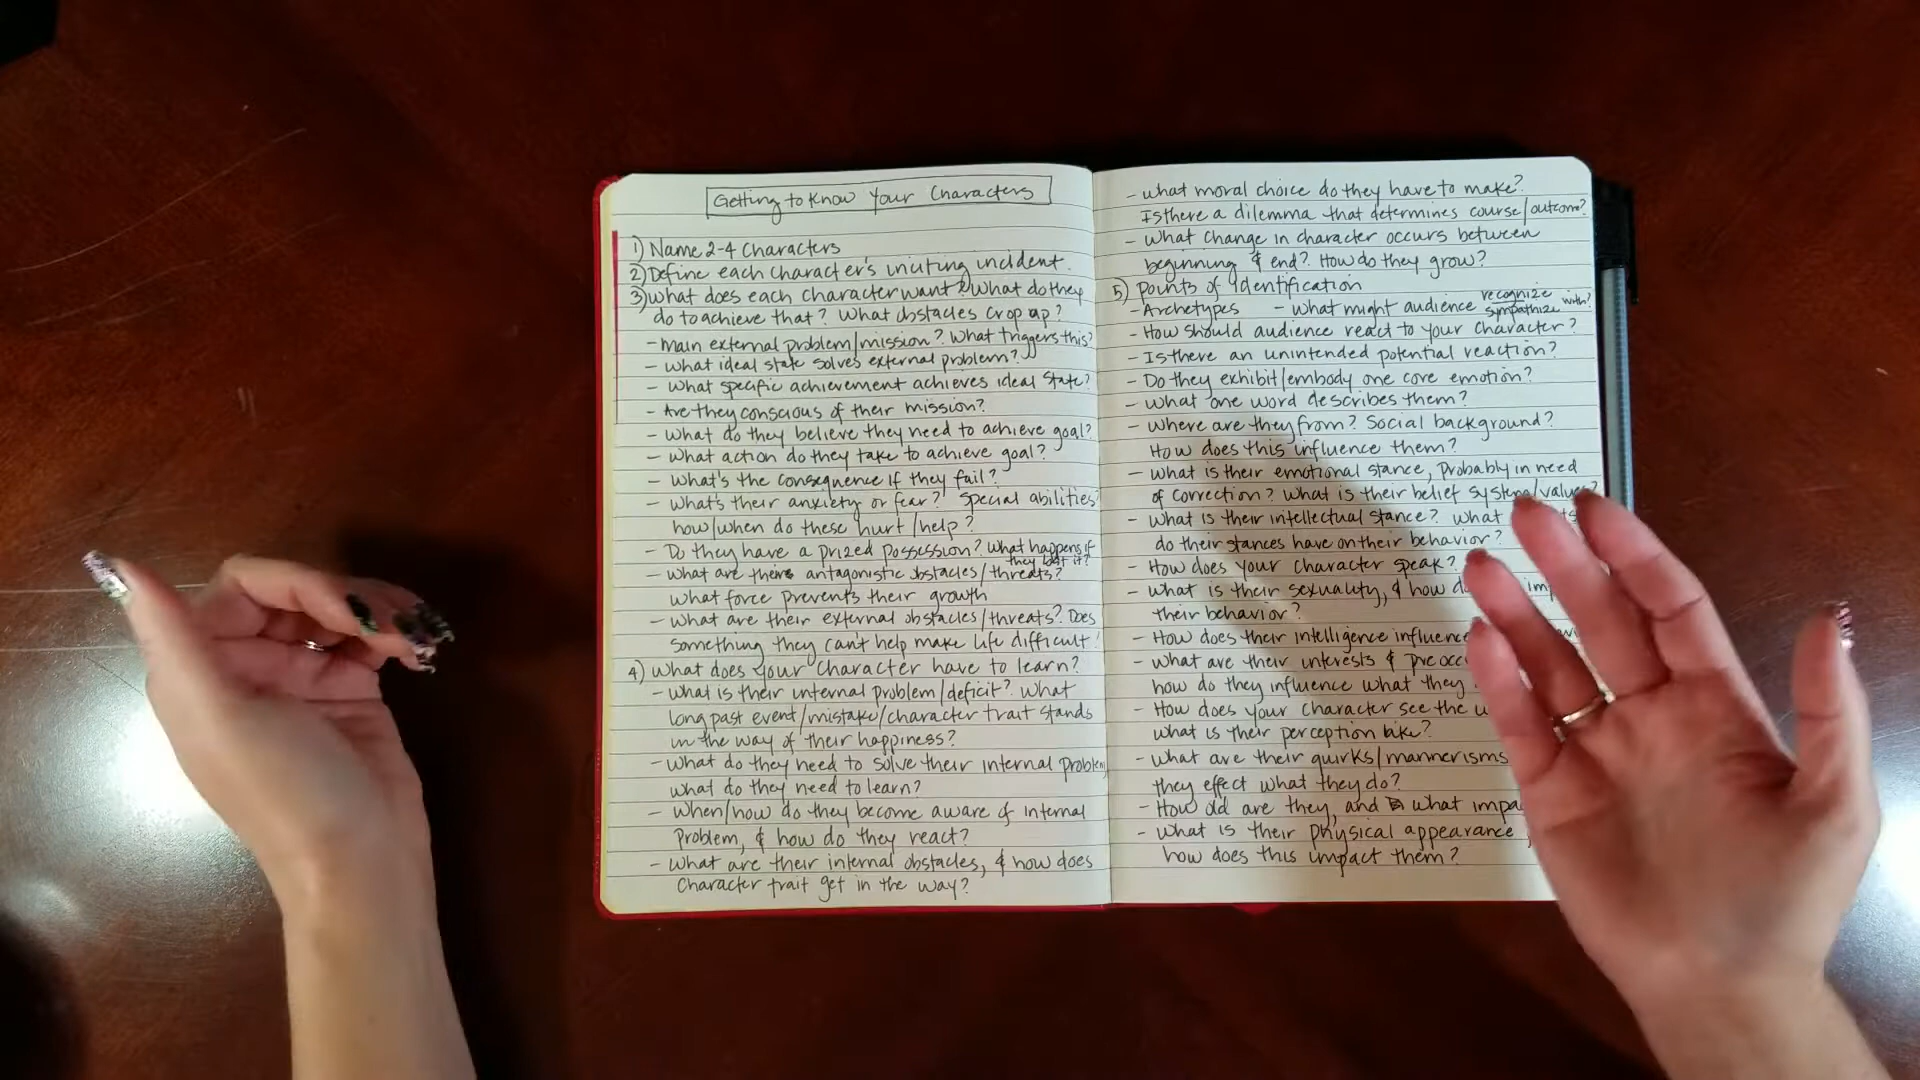 Getting to Know Your Characters
1) Name 2-4 Characters
2) Define each character's inciting incident.
3) What does each character want? What do they
do to achieve that? What obstacles crop up?
- Main external problem/mission? What triggers this?
- What ideal state solves external problem?
- What specific achievement achieves ideal state?
- Are they conscious of their mission?
- What do they believe they need to achieve goal?
- What action do they take to achieve goal?
- What's the consequence if they fail?
- What's their anxiety or fear? Special abilities?
how/when do these hurt/help?
- Do they have a prized possession? What happens if
they lost it?
- What are their antagonistic obstacles/threats?
What force prevents their growth
- What are their external obstacles/threats? Does
something they can't help make life difficult?
4) What does your character have to learn?
- What is their internal problem/deficit? What
long past event/mistake/character trait stands
in the way of their happiness?
- What do they need to solve their internal problem
what do they need to learn?
- When/how do they become aware of internal
problem, & how do they react?
- What are their internal obstacles, & how does
character trait get in the way?
- What moral choice do they have to make?
Is there a dilemma that determines course/outcome?
- What change in character occurs between
beginning & end? How do they grow?
5) Points of Identification
- Archetypes - What might audience recognize sympathize with?
- How should audience react to your character?
- Is there an unintended potential reaction?
- Do they exhibit/embody one core emotion?
- What one word describes them?
- Where are they from? Social background?
How does this influence them?
- What is their emotional stance, probably in need
of correction? What is their belief system/values?
- What is their intellectual stance? What
do their stances have on their behavior?
- How does your character speak?
- What is their sexuality, & how
their behavior?
- How does their intelligence influence
- What are their interests &
how do they influence what they
- How does your character see the
what is their perception like?
- What are their quirks/mannerisms
they effect what they do?
- How old are they, and what
- What is their physical appearance,
how does this impact them?